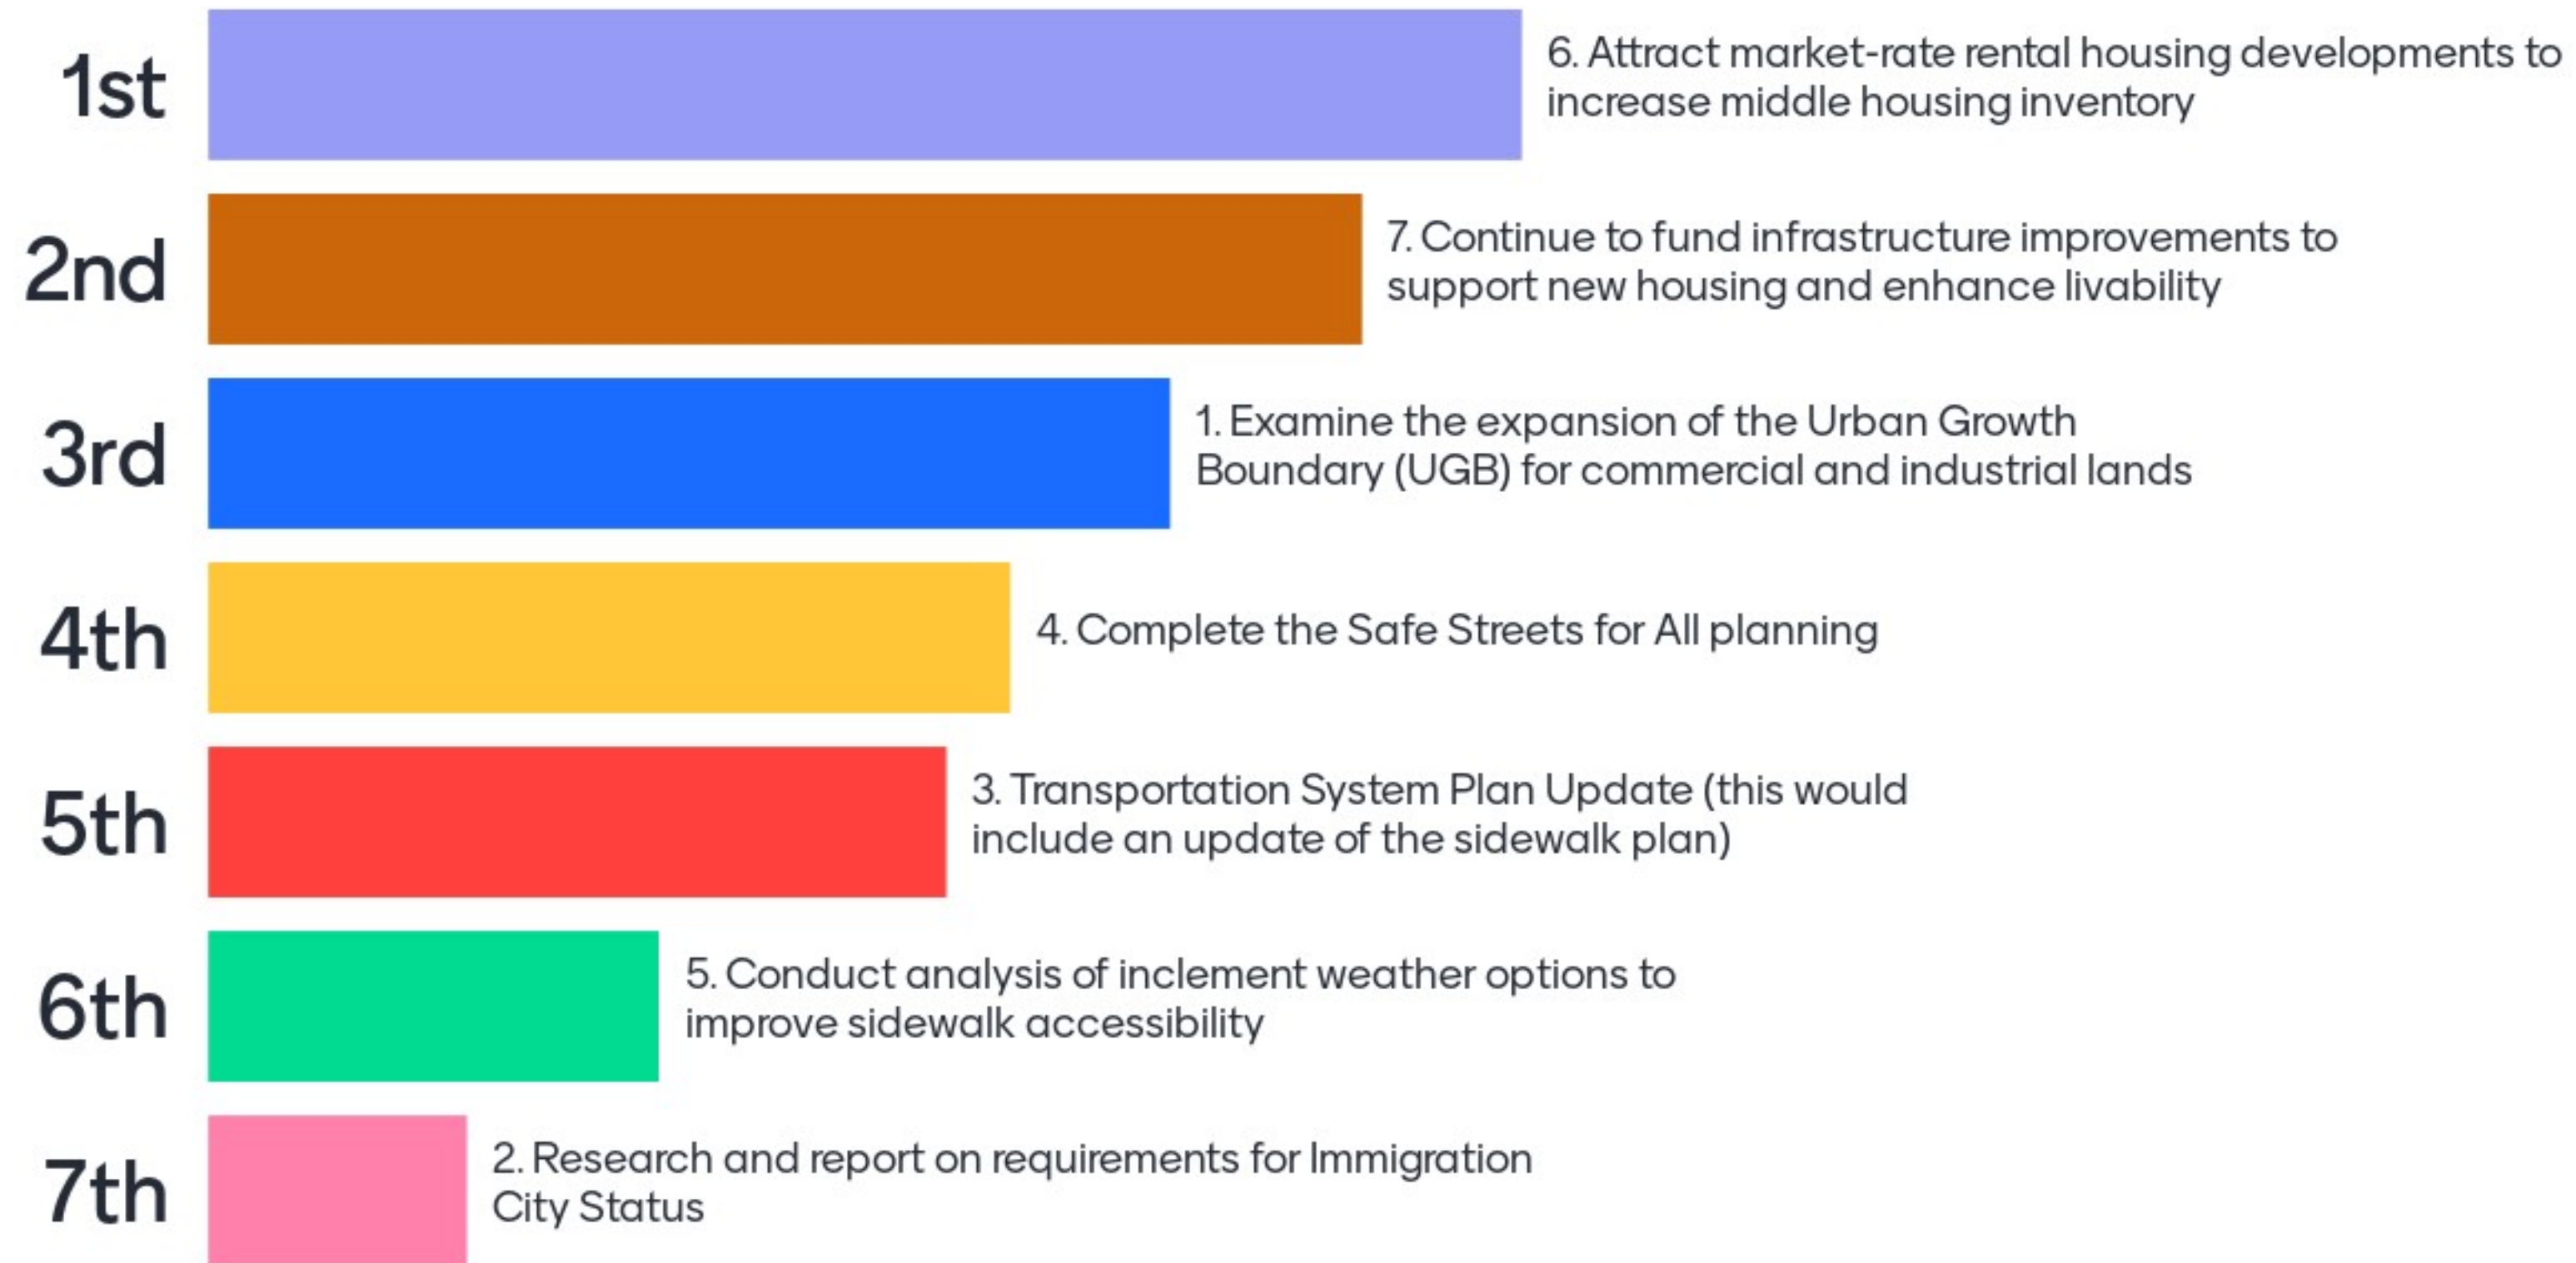 1st
6. Attract market-rate rental housing developments to
increase middle housing inventory
2nd
7. Continue to fund infrastructure improvements to
support new housing and enhance livability
3rd
1. Examine the expansion of the Urban Growth
Boundary (UGB) for commercial and industrial lands
4th
4. Complete the Safe Streets for All planning
5th
3. Transportation System Plan Update (this would
include an update of the sidewalk plan)
6th
5. Conduct analysis of inclement weather options to
improve sidewalk accessibility
7th
2. Research and report on requirements for Immigration
City Status